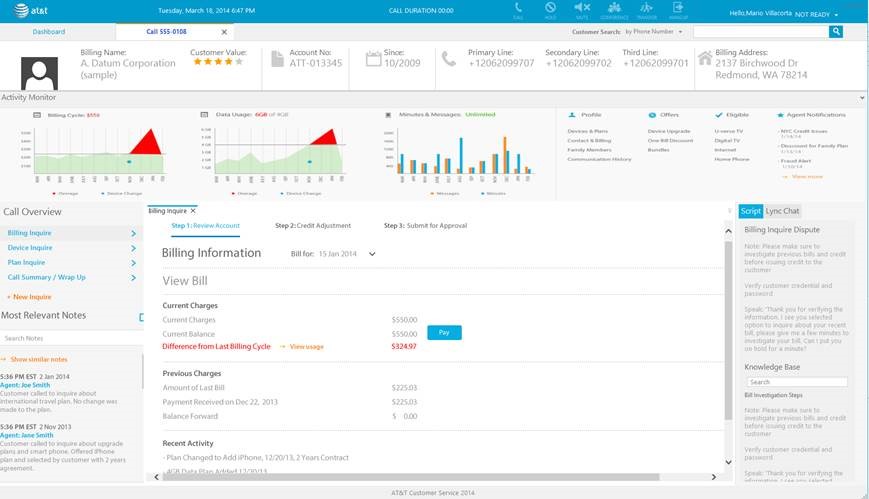 at&t
Tuesday, March 18, 2014 6:47 PM
CALL DURATION 00:00
CALL
HOLD
MUTE
CONFERENCE
TRANSFER
HANG UP
Hello,Mario Villacorta NOT READY
Dashboard
Call 555-0108
Customer Search: by Phone Number
Billing Name:
A. Datum Corporation
(sample)
Customer Value:
Account No:
ATT-013345
Since:
10/2009
Primary Line:
+12062099707
Secondary Line:
+12062099702
Third Line:
+12062099701
Billing Address:
2137 Birchwood Dr
Redmond, WA 78214
Activity Monitor
Billing Cycle: $550
Overage
Device Change
Data Usage: 6GB of 4GB
Overage
Device Change
Minutes & Messages: Unlimited
Messages
Minutes
Profile
Devices & Plans
Contact & Billing
Family Members
Communication History
Offers
Device Upgrade
One Bill Discount
Bundles
Eligible
U-verse TV
Digital TV
Internet
Home Phone
Agent Notifications
- NYC Credit Issues
- Desscount for Family Plan
- Fraud Alert
→ View more
Call Overview
Billing Inquire
Device Inquire
Plan Inquire
Call Summary / Wrap Up
+ New Inquire
Most Relevant Notes
Search Notes
→ Show similar notes
5:36 PM EST 2 Jan 2014
Agent: Joe Smith
Customer called to inquire about
international travel plan. No change was
made to the plan.
5:36 PM EST 2 Nov 2013
Agent: Jane Smith
Customer called to inquire about upgrade
plans and smart phone. Offered iPhone
plan and selected by customer with 2 years
agreement.
Billing Inquire
Step 1: Review Account
Step 2: Credit Adjustment
Step 3: Submit for Approval
Billing Information
Bill for: 15 Jan 2014
View Bill
Current Charges
Current Charges $550.00
Current Balance $550.00
Pay
Difference from Last Billing Cycle → View usage $324.97
Previous Charges
Amount of Last Bill $225.03
Payment Received on Dec 22, 2013 $225.03
Balance Forward $ 0.00
Recent Activity
- Plan Changed to Add iPhone, 12/20/13, 2 Years Contract
- 4GB Data Plan Added 12/20/13
Script
Lync Chat
Billing Inquire Dispute
Note: Please make sure to
investigate previous bills and credit
before issuing credit to the
customer
Verify customer credential and
password
Speak: 'Thank you for verifying the
information. I see you selected
option to inquire about your recent
bill, please give me a few minutes to
investigate your bill. Can I put you
on hold for a minute?
Knowledge Base
Search
Bill Investigation Steps
Note: Please make sure to
investigate previous bills and credit
before issuing credit to the
customer
Verify customer credential and
password
Speak: 'Thank you for verifying the
information. I see you selected
AT&T Customer Service 2014